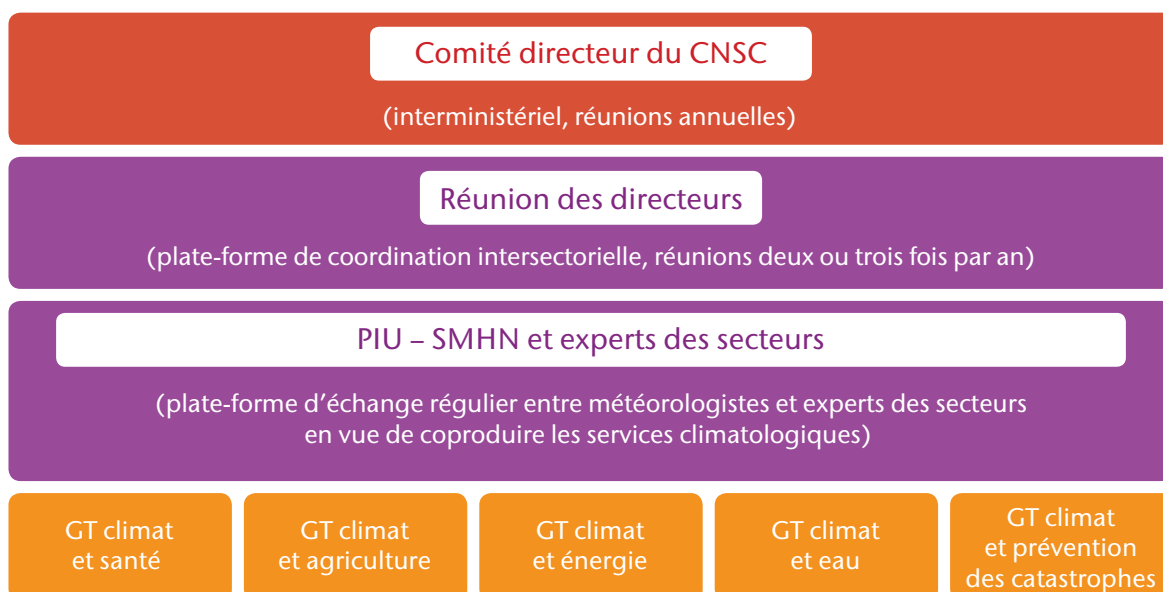 Comité directeur du CNSC
(interministériel, réunions annuelles)
Réunion des directeurs
(plate-forme de coordination intersectorielle, réunions deux ou trois fois par an)
PIU – SMHN et experts des secteurs
(plate-forme d’échange régulier entre météorologistes et experts des secteurs
en vue de coproduire les services climatologiques)
GT climat
et santé
GT climat
et agriculture
GT climat
et énergie
GT climat
et eau
GT climat
et prévention
des catastrophes